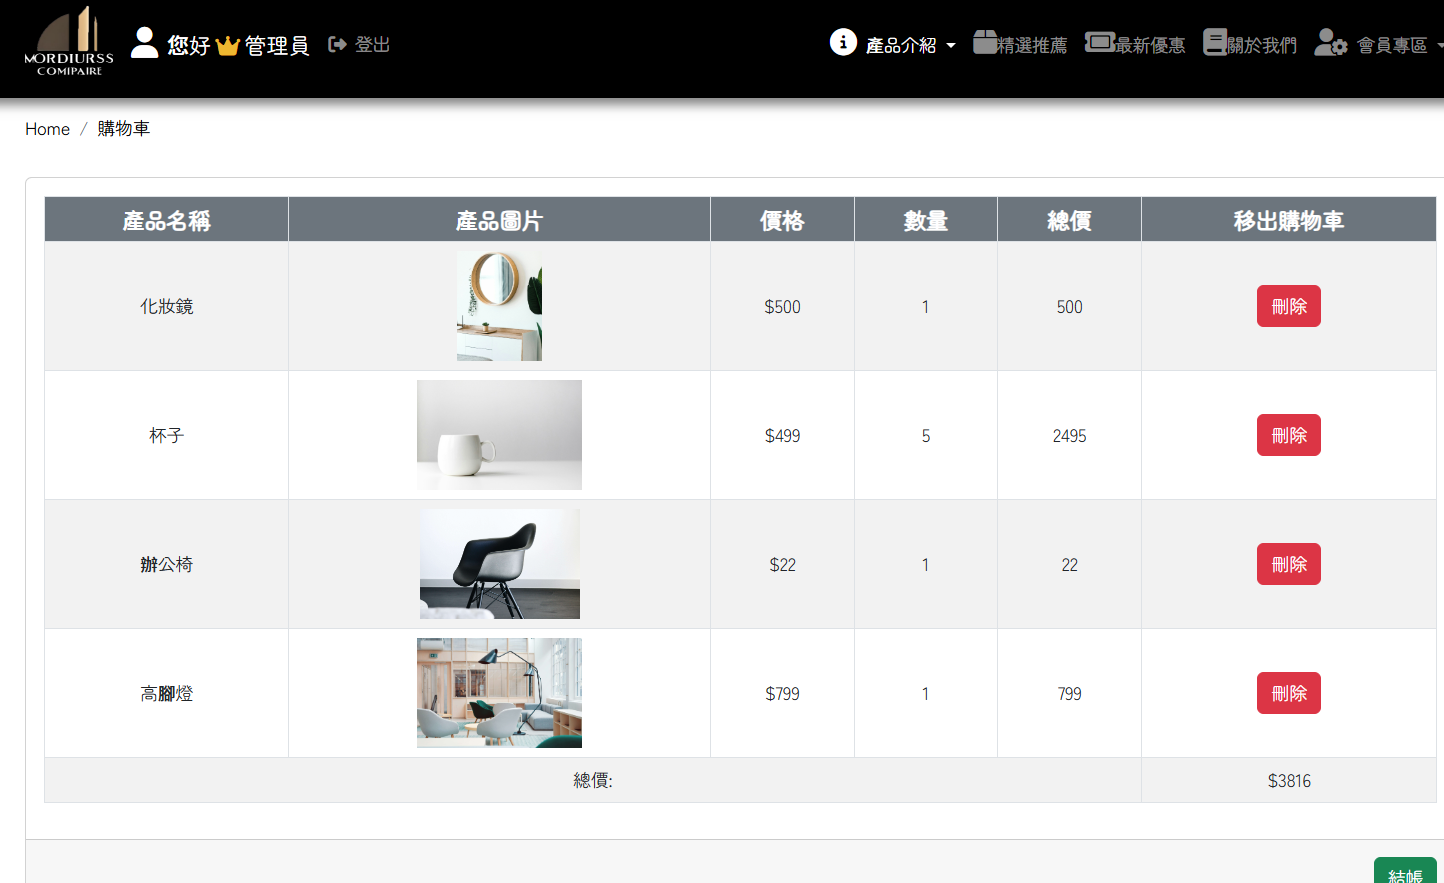 MORDIURSS
COMIPAIRE
您好 管理員 登出
產品介紹 精選推薦 最新優惠 關於我們 會員專區
Home / 購物車
產品名稱 產品圖片 價格 數量 總價 移出購物車
化妝鏡 $500 1 500 刪除
杯子 $499 5 2495 刪除
辦公椅 $22 1 22 刪除
高腳燈 $799 1 799 刪除
總價: $3816
結帳